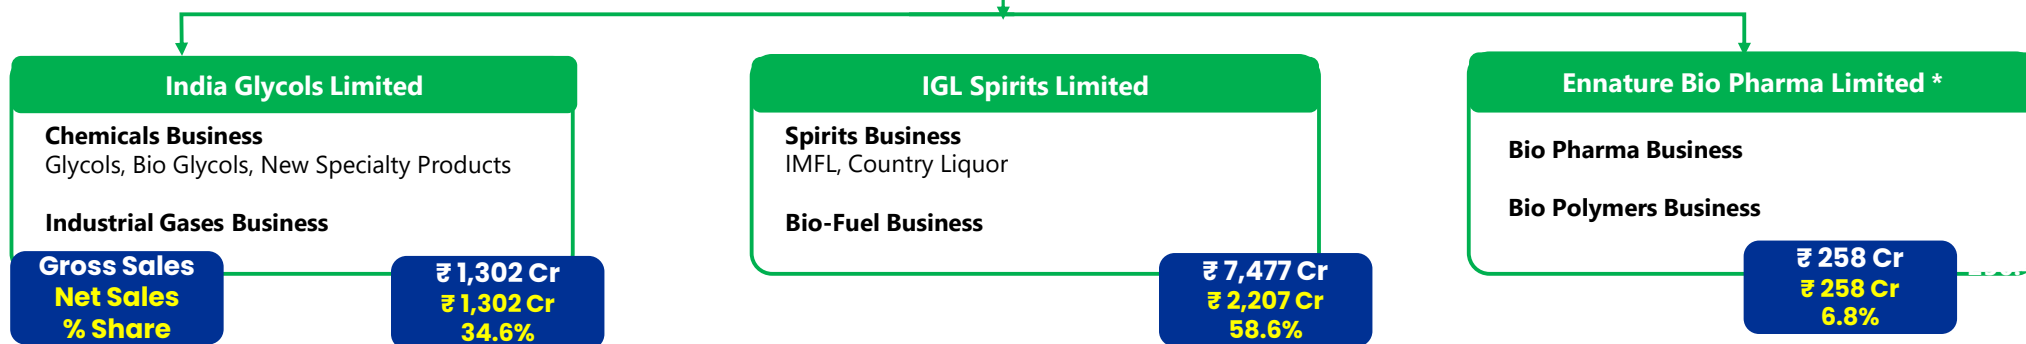 India Glycols Limited
Chemicals Business
Glycols, Bio Glycols, New Specialty Products
Industrial Gases Business
Gross Sales
Net Sales
% Share
₹ 1,302 Cr
₹ 1,302 Cr
34.6%
IGL Spirits Limited
Spirits Business
IMFL, Country Liquor
Bio-Fuel Business
₹ 7,477 Cr
₹ 2,207 Cr
58.6%
Ennature Bio Pharma Limited *
Bio Pharma Business
Bio Polymers Business
₹ 258 Cr
₹ 258 Cr
6.8%